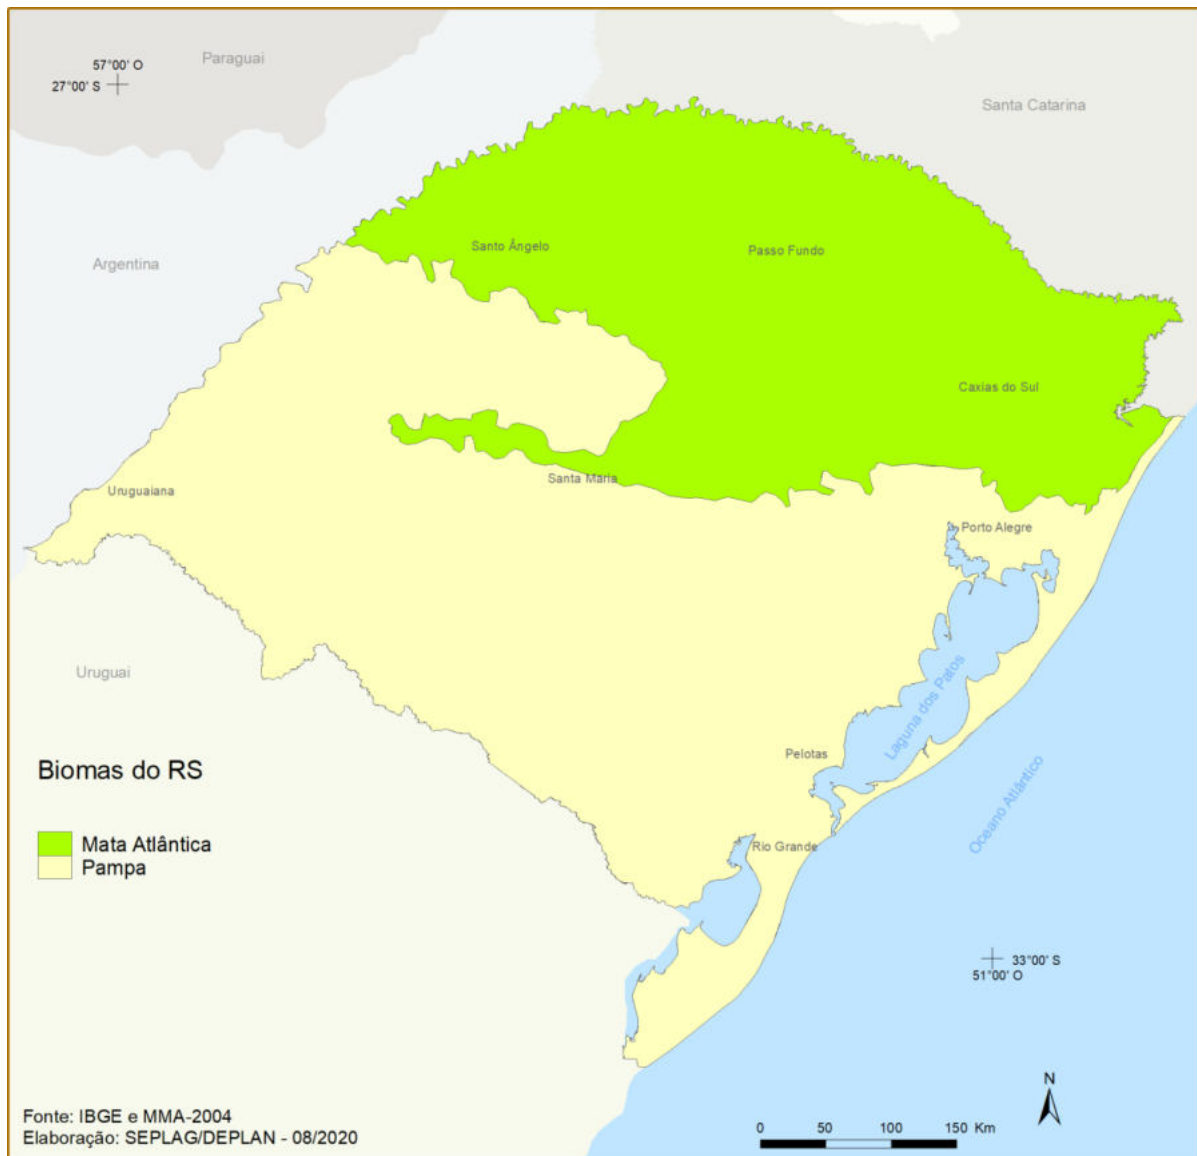 Paraguai
57°00' O
27°00' S
Santa Catarina
Argentina
Santo Ângelo
Passo Fundo
Caxias do Sul
Santa Maria
Uruguaiana
Porto Alegre
Uruguai
Laguna dos Patos
Pelotas
Oceano Atlântico
Rio Grande
Biomas do RS
Mata Atlântica
Pampa
33°00' S
51°00' O
N
Fonte: IBGE e MMA-2004
Elaboração: SEPLAG/DEPLAN - 08/2020
0 50 100 150 Km